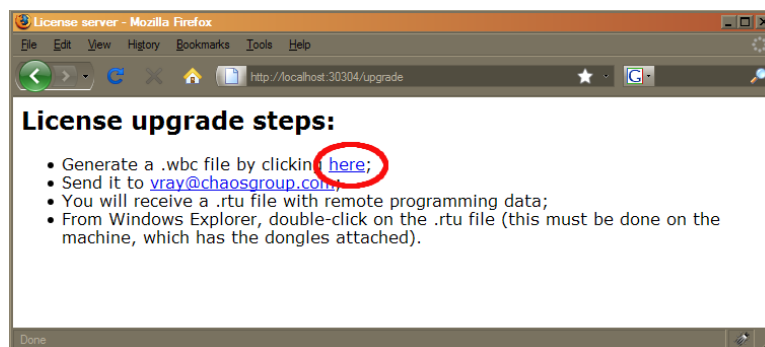 License server - Mozilla Firefox
File Edit View History Bookmarks Tools Help
http://localhost:30304/upgrade
G
License upgrade steps:
• Generate a .wbc file by clicking here;
• Send it to vray@chaosgroup.com;
• You will receive a .rtu file with remote programming data;
• From Windows Explorer, double-click on the .rtu file (this must be done on the
machine, which has the dongles attached).
Done